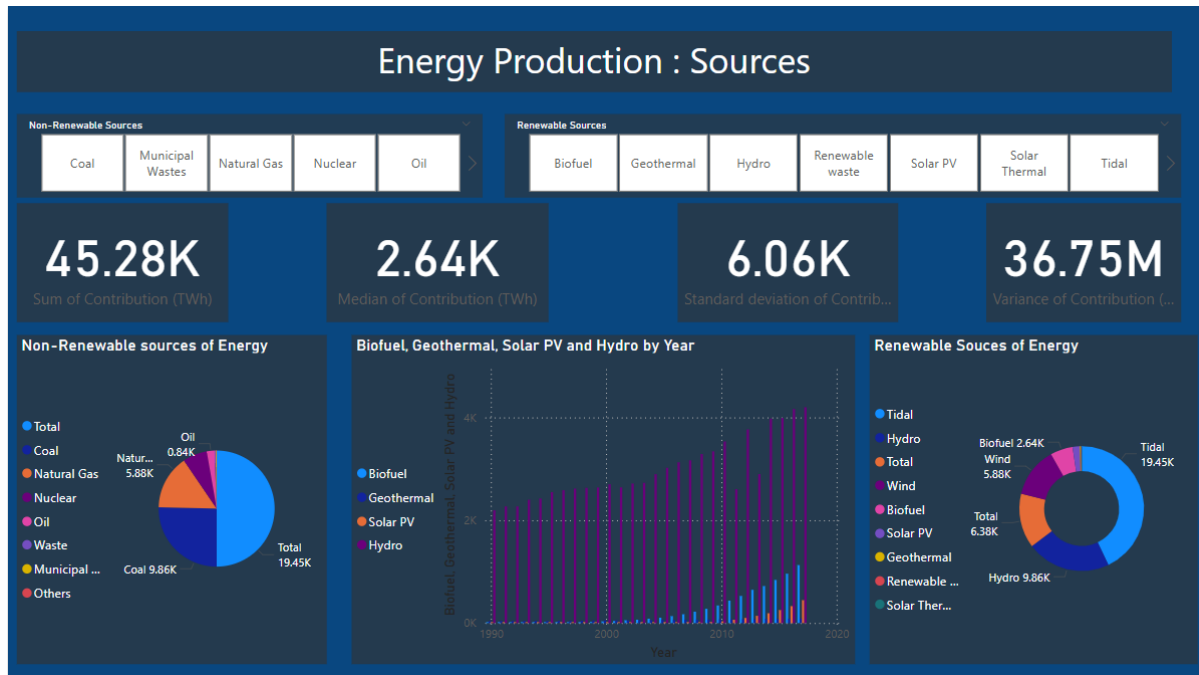 Energy Production : Sources
Non-Renewable Sources
Coal
Municipal
Wastes
Natural Gas
Nuclear
Oil
Renewable Sources
Biofuel
Geothermal
Hydro
Renewable
waste
Solar PV
Solar
Thermal
Tidal
45.28K
Sum of Contribution (TWh)
2.64K
Median of Contribution (TWh)
6.06K
Standard deviation of Contrib...
36.75M
Variance of Contribution (...
Non-Renewable sources of Energy
Total
Coal
Natural Gas
Nuclear
Oil
Waste
Municipal ...
Others
Oil
0.84K
Natur...
5.88K
Coal 9.86K
Total
19.45K
Biofuel, Geothermal, Solar PV and Hydro by Year
Biofuel
Geothermal
Solar PV
Hydro
Biofuel, Geothermal, Solar PV and Hydro
4K
2K
0K
1990
2000
2010
2020
Year
Renewable Souces of Energy
Tidal
Hydro
Total
Wind
Biofuel
Solar PV
Geothermal
Renewable ...
Solar Ther...
Biofuel 2.64K
Wind
5.88K
Total
6.38K
Hydro 9.86K
Tidal
19.45K